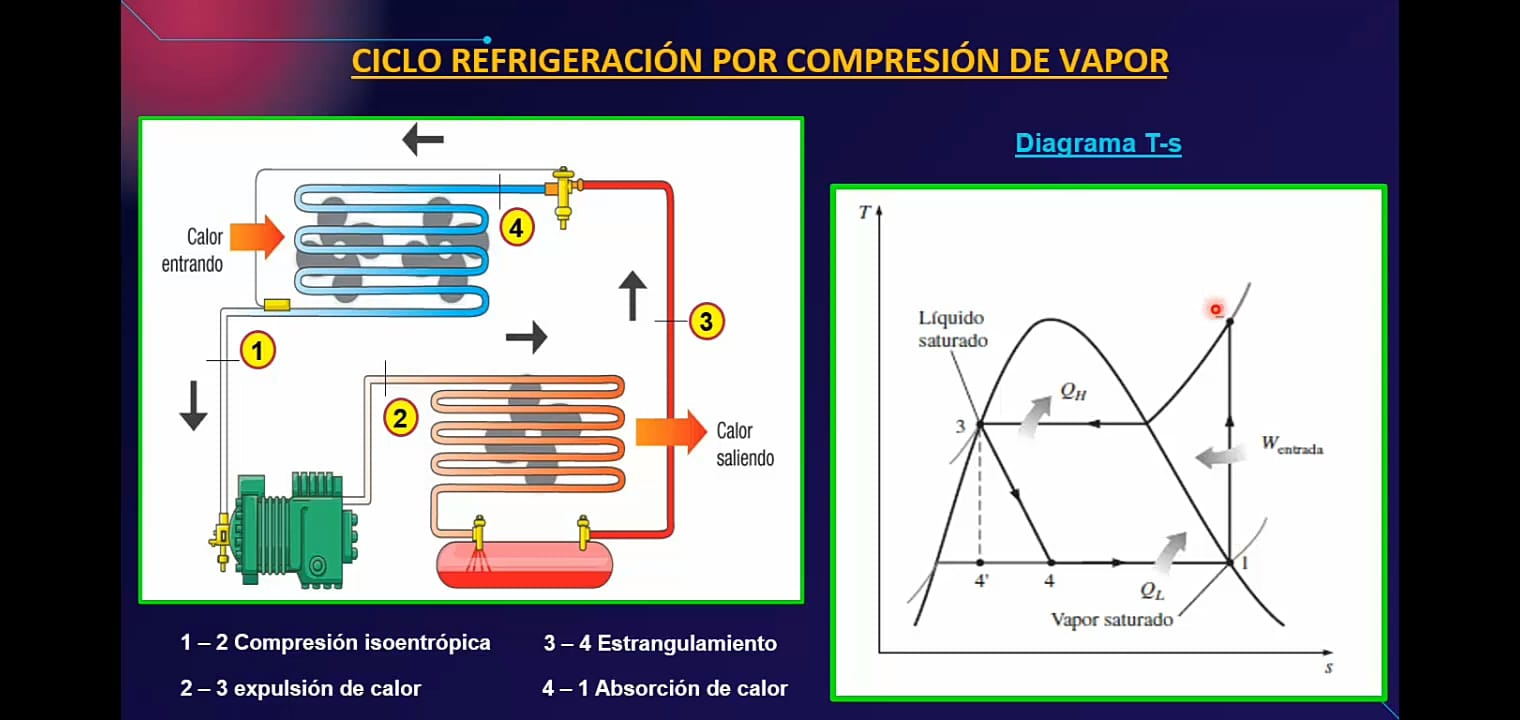 CICLO REFRIGERACIÓN POR COMPRESIÓN DE VAPOR
Calor
entrando
4
3
1
2
Calor
saliendo
1 – 2 Compresión isoentrópica
3 – 4 Estrangulamiento
2 – 3 expulsión de calor
4 – 1 Absorción de calor
Diagrama T-s
T
Líquido
saturado
Q_H
3
W_entrada
4'
4
1
Q_L
Vapor saturado
s